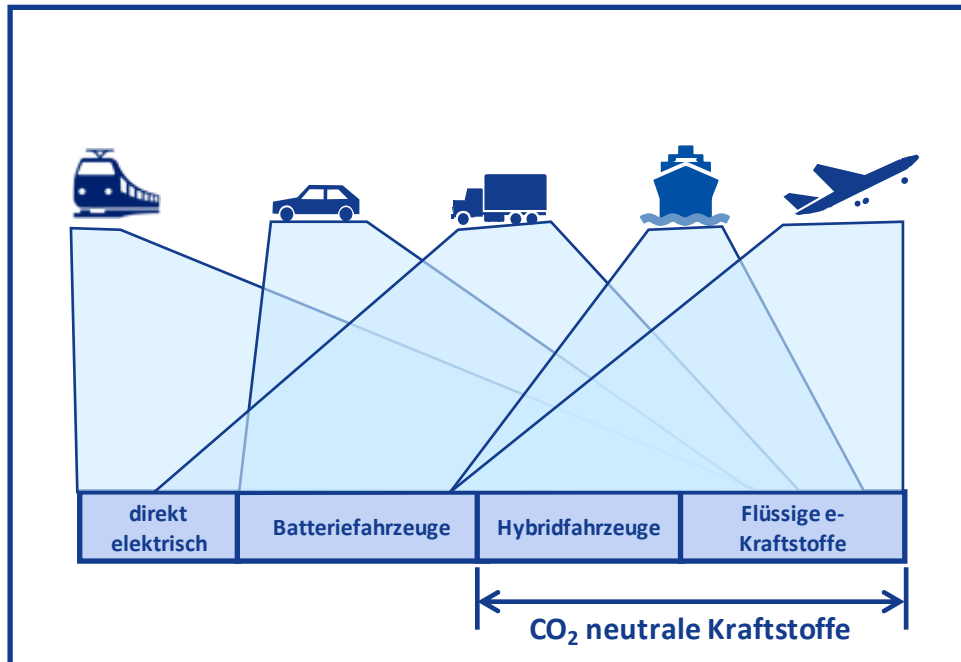 direkt
elektrisch
Batteriefahrzeuge
Hybridfahrzeuge
Flüssige e-
Kraftstoffe
CO₂ neutrale Kraftstoffe